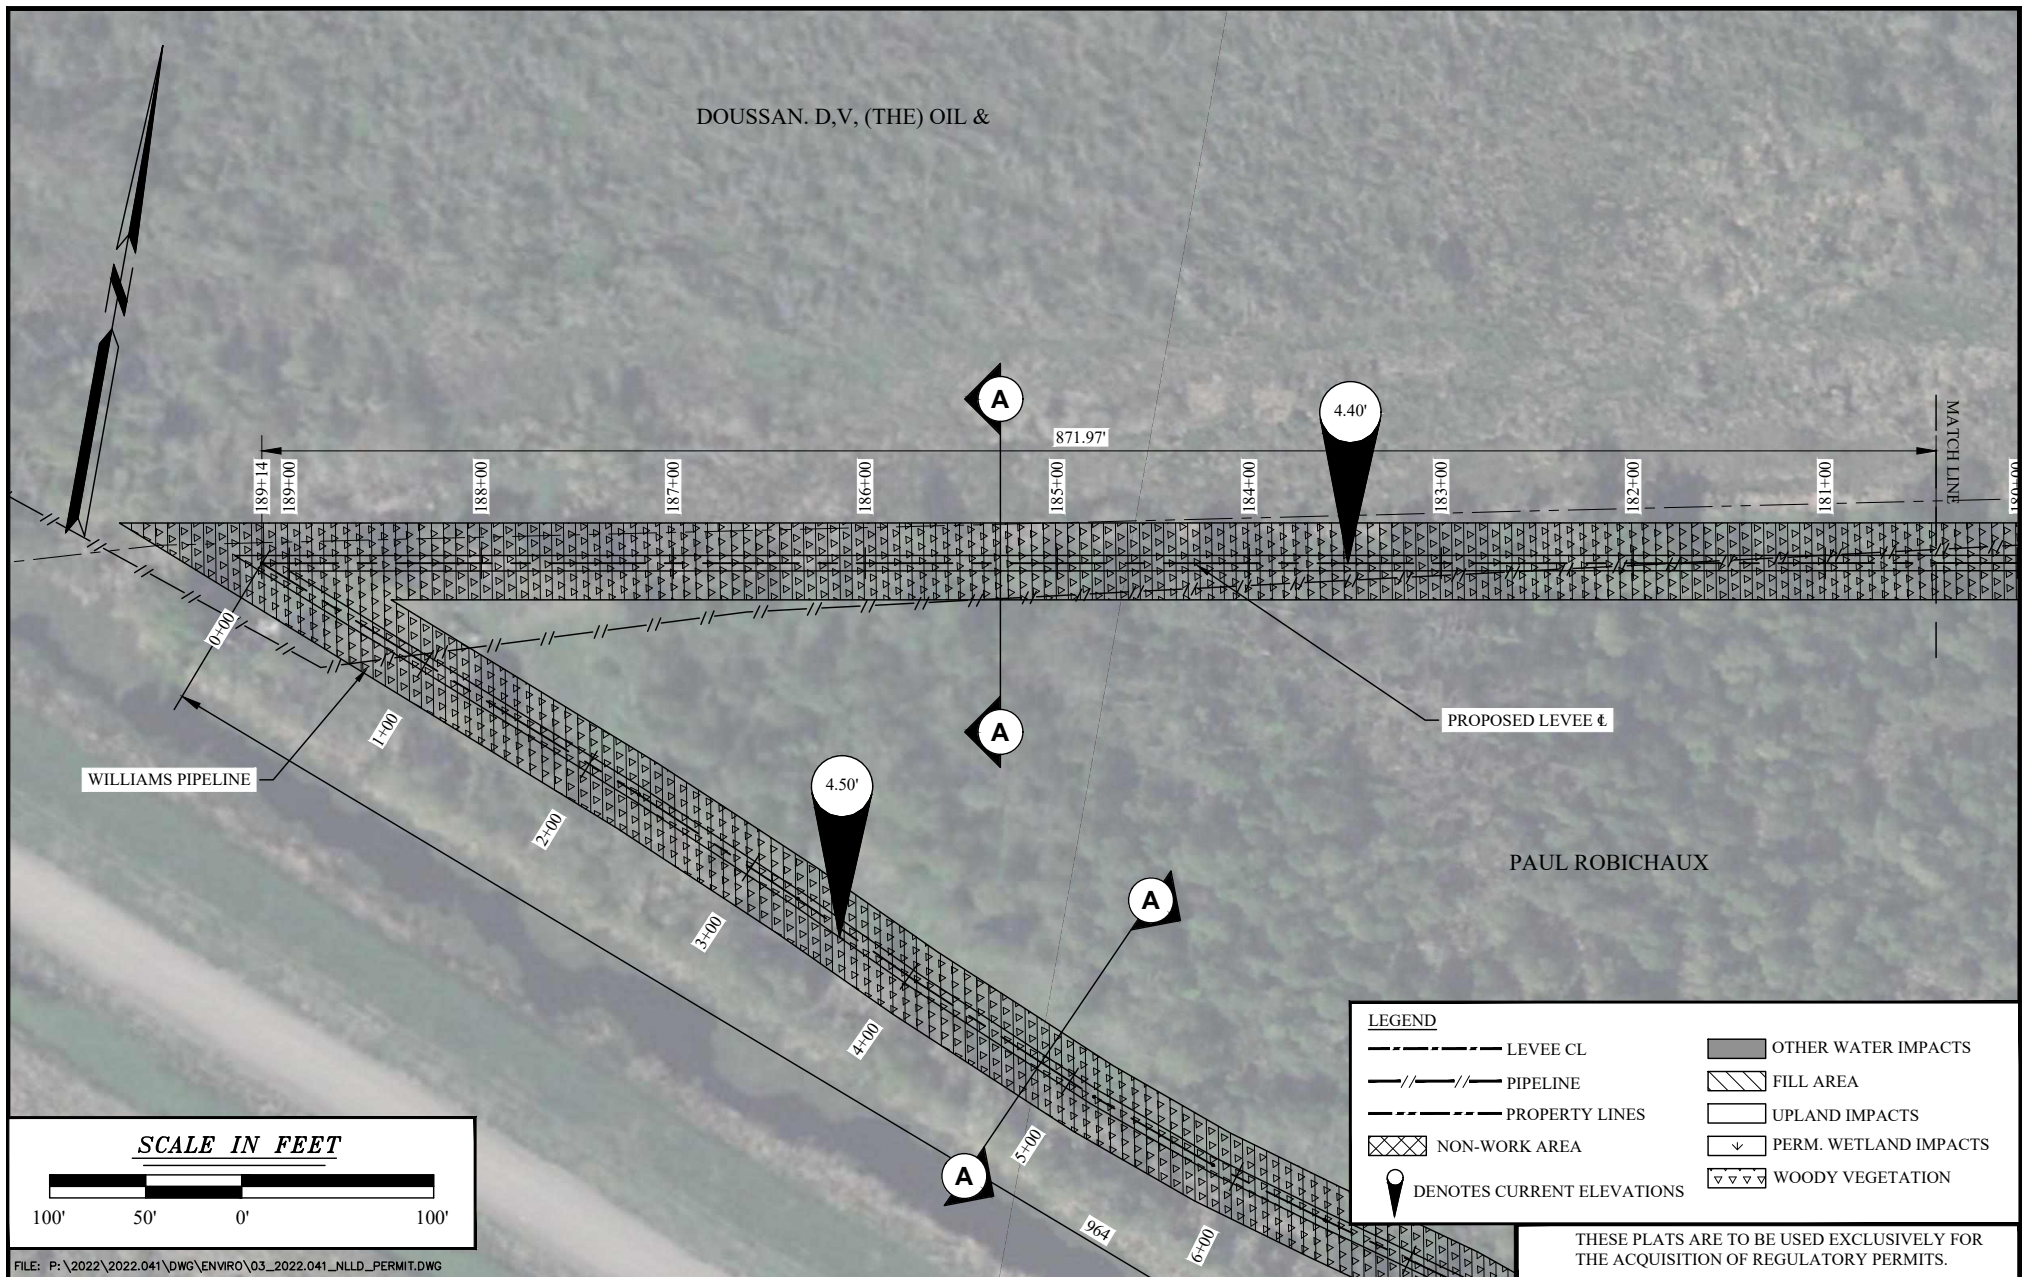 DOUSSAN. D,V, (THE) OIL &
N
A
4.40'
871.97'
MATCH LINE
189+14
189+00
188+00
187+00
186+00
185+00
184+00
183+00
182+00
181+00
180+00
0+00
1+00
2+00
3+00
4+00
5+00
6+00
A
PROPOSED LEVEE ℄
WILLIAMS PIPELINE
4.50'
PAUL ROBICHAUX
A
A
964
LEGEND
LEVEE CL
PIPELINE
PROPERTY LINES
NON-WORK AREA
DENOTES CURRENT ELEVATIONS
OTHER WATER IMPACTS
FILL AREA
UPLAND IMPACTS
PERM. WETLAND IMPACTS
WOODY VEGETATION
SCALE IN FEET
100' 50' 0' 100'
FILE: P:\2022\2022.041\DWG\ENVIRO\03_2022.041_NLLD_PERMIT.DWG
THESE PLATS ARE TO BE USED EXCLUSIVELY FOR
THE ACQUISITION OF REGULATORY PERMITS.